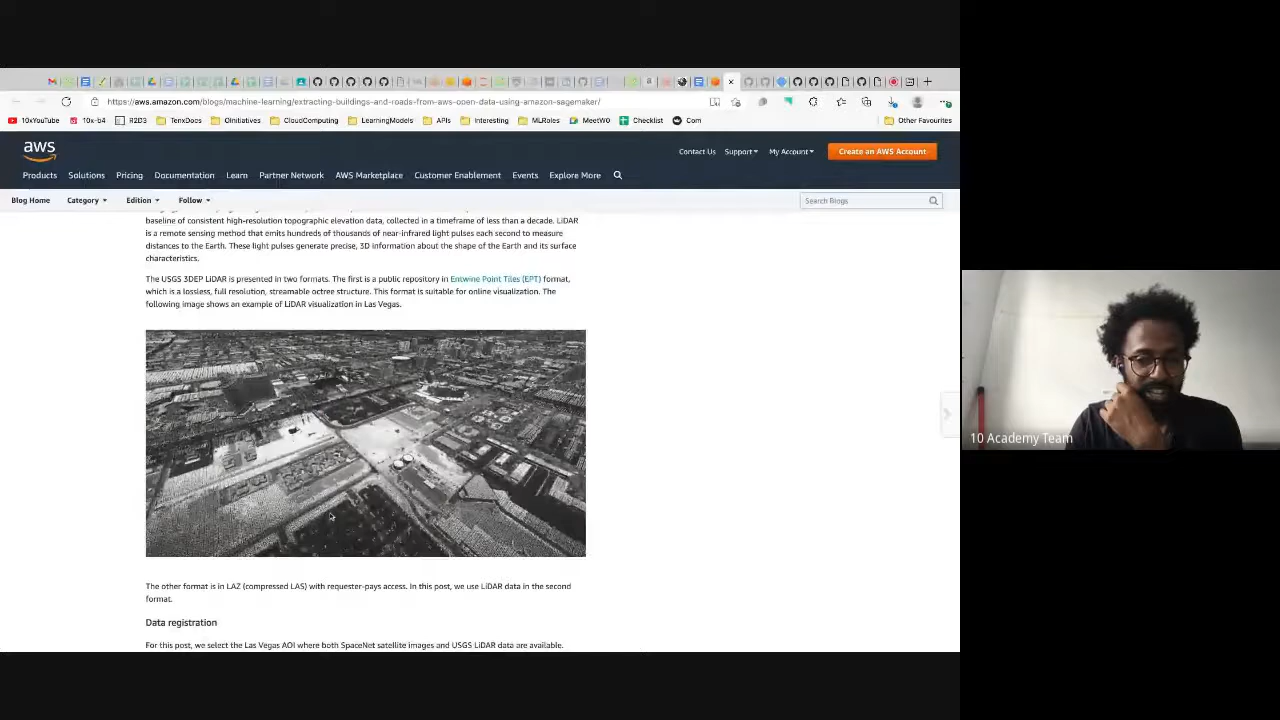 https://aws.amazon.com/blogs/machine-learning/extracting-buildings-and-roads-from-aws-open-data-using-amazon-sagemaker/
10xYouTube 10x-b4 R2D3 TenxDocs OInitiatives CloudComputing LearningModels APIs Interesting MLRoles MeetW0 Checklist Com Other Favourites
aws
Contact Us Support My Account Create an AWS Account
Products Solutions Pricing Documentation Learn Partner Network AWS Marketplace Customer Enablement Events Explore More
Blog Home Category Edition Follow Search Blogs
baseline of consistent high-resolution topographic elevation data, collected in a timeframe of less than a decade. LiDAR
is a remote sensing method that emits hundreds of thousands of near-infrared light pulses each second to measure
distances to the Earth. These light pulses generate precise, 3D information about the shape of the Earth and its surface
characteristics.
The USGS 3DEP LiDAR is presented in two formats. The first is a public repository in Entwine Point Tiles (EPT) format,
which is a lossless, full resolution, streamable octree structure. This format is suitable for online visualization. The
following image shows an example of LiDAR visualization in Las Vegas.
The other format is in LAZ (compressed LAS) with requester-pays access. In this post, we use LiDAR data in the second
format.
Data registration
For this post, we select the Las Vegas AOI where both SpaceNet satellite images and USGS LiDAR data are available.
10 Academy Team